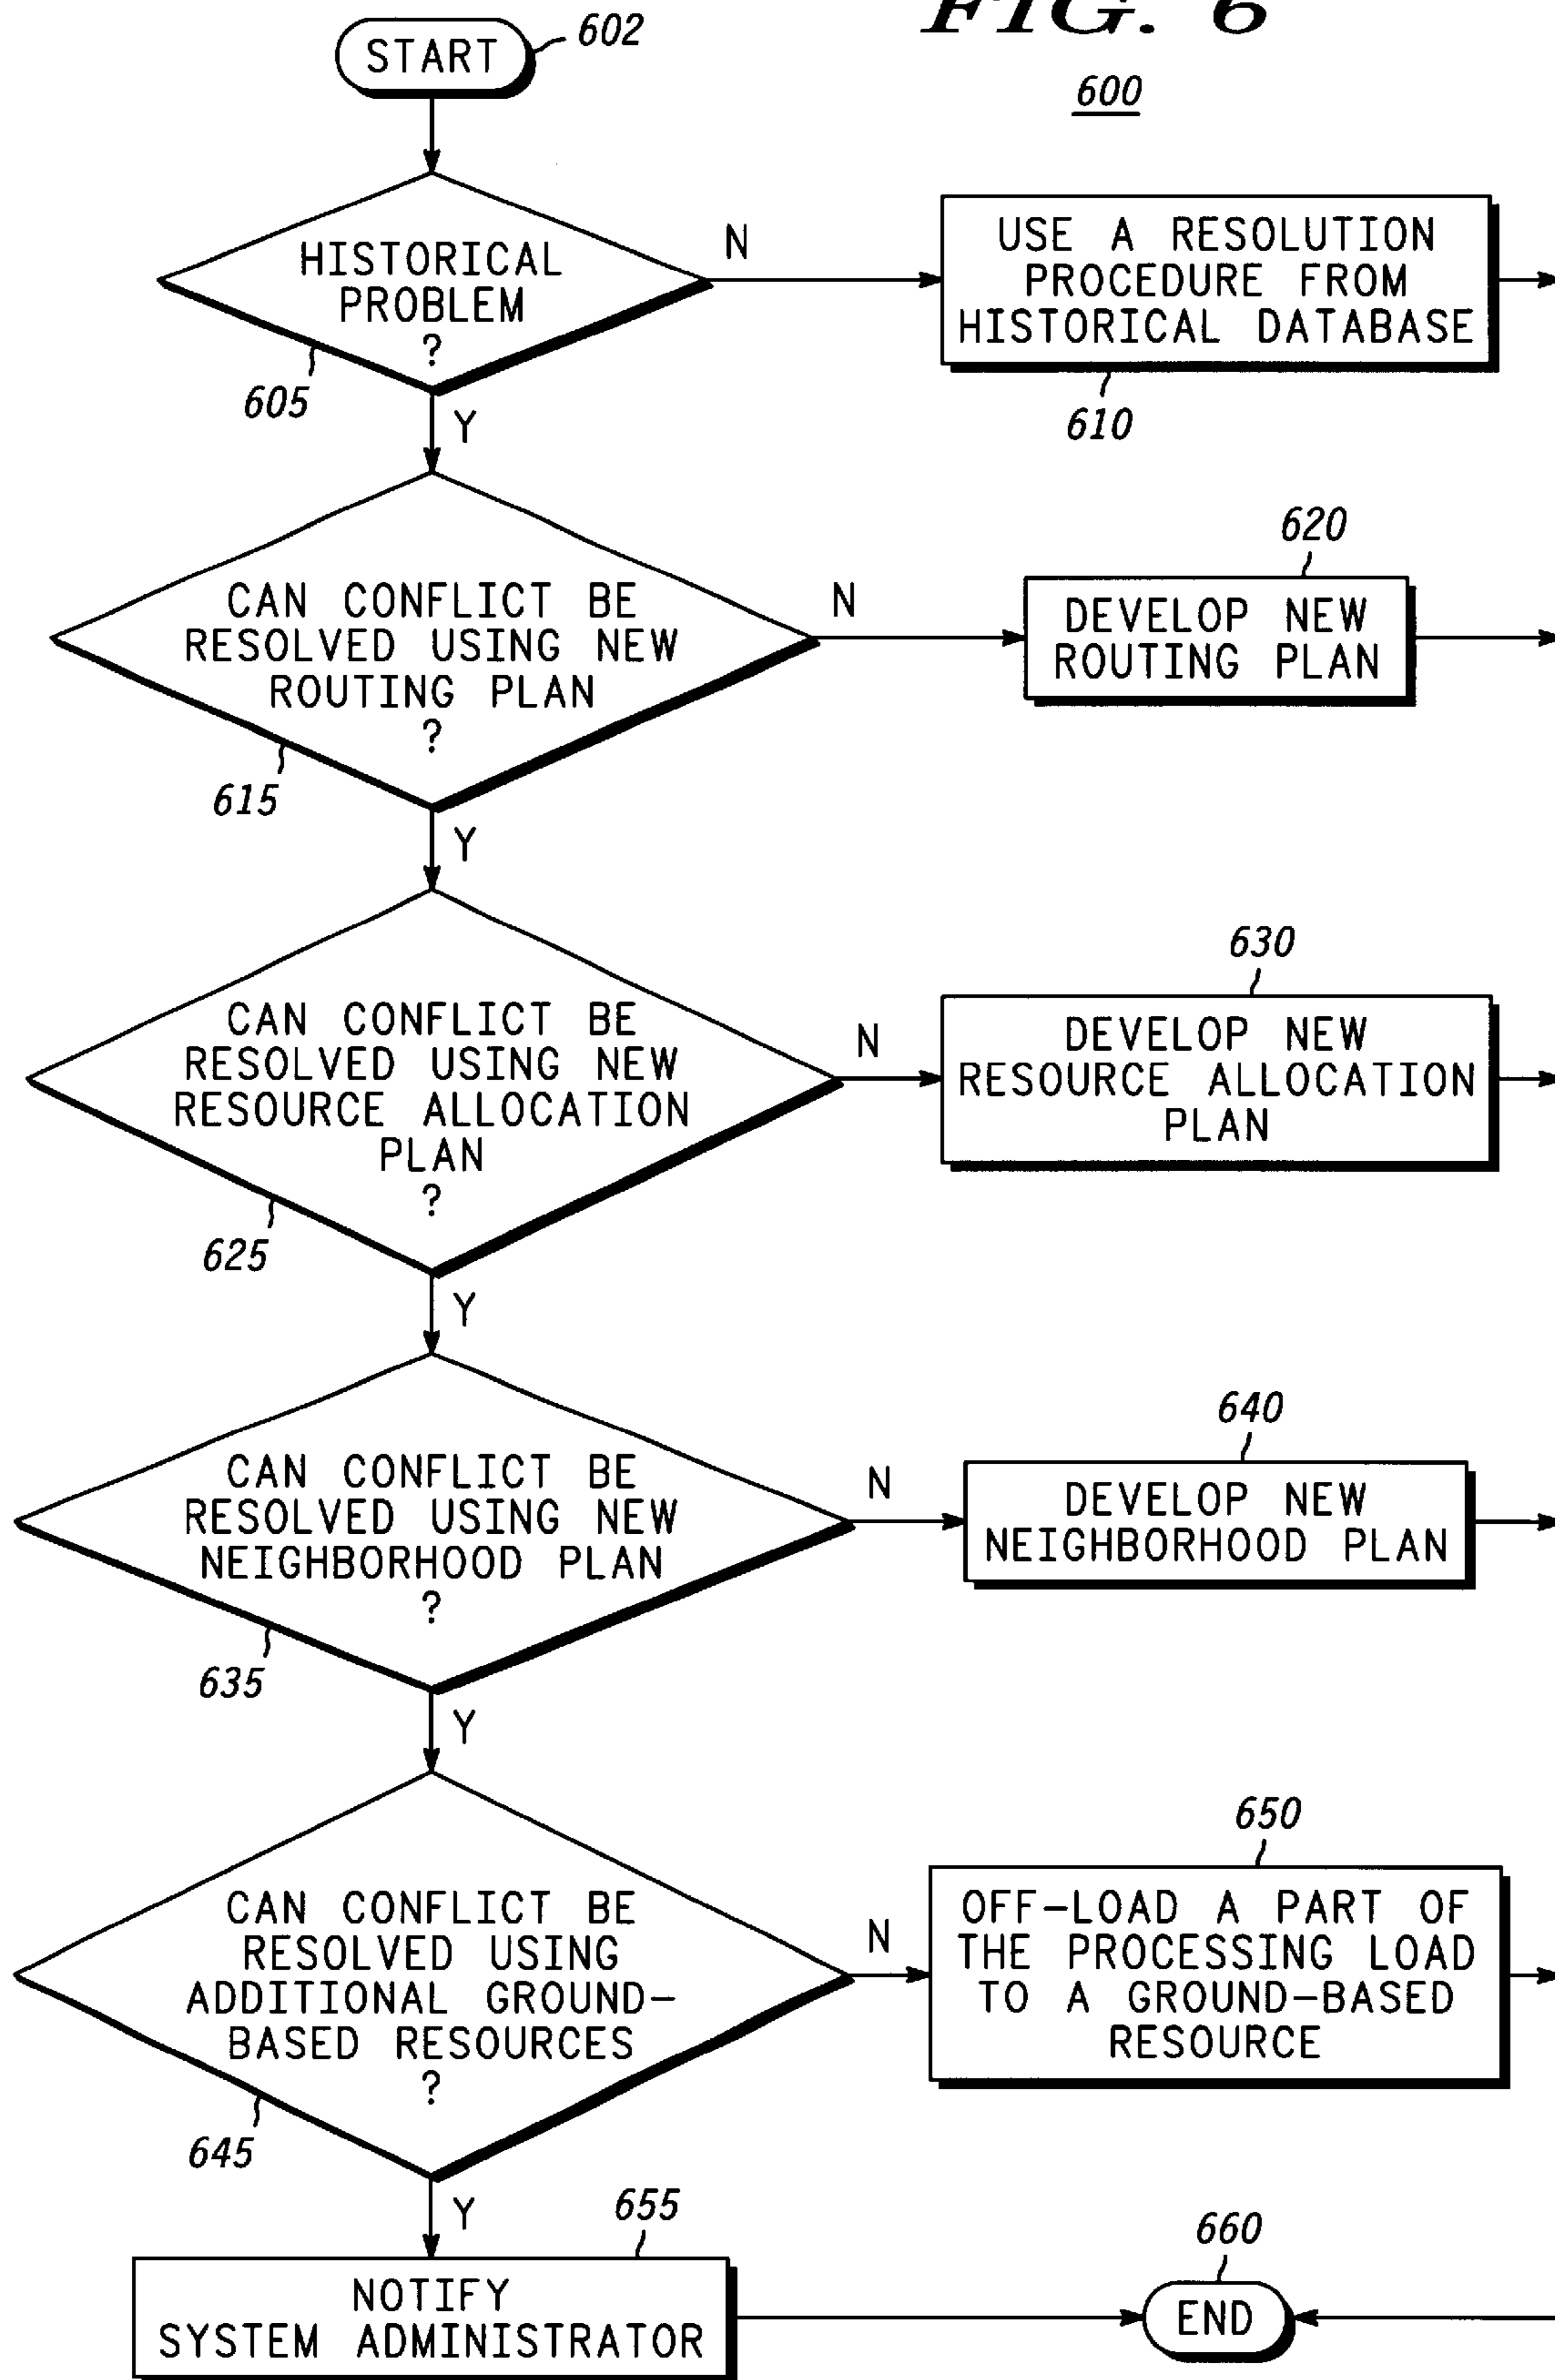 FIG. 6
600
START
602
HISTORICAL
PROBLEM
?
605
N
Y
USE A RESOLUTION
PROCEDURE FROM
HISTORICAL DATABASE
610
CAN CONFLICT BE
RESOLVED USING NEW
ROUTING PLAN
?
615
N
Y
620
DEVELOP NEW
ROUTING PLAN
CAN CONFLICT BE
RESOLVED USING NEW
RESOURCE ALLOCATION
PLAN
?
625
N
Y
630
DEVELOP NEW
RESOURCE ALLOCATION
PLAN
CAN CONFLICT BE
RESOLVED USING NEW
NEIGHBORHOOD PLAN
?
635
N
Y
640
DEVELOP NEW
NEIGHBORHOOD PLAN
CAN CONFLICT BE
RESOLVED USING
ADDITIONAL GROUND-
BASED RESOURCES
?
645
N
Y
650
OFF-LOAD A PART OF
THE PROCESSING LOAD
TO A GROUND-BASED
RESOURCE
655
NOTIFY
SYSTEM ADMINISTRATOR
660
END